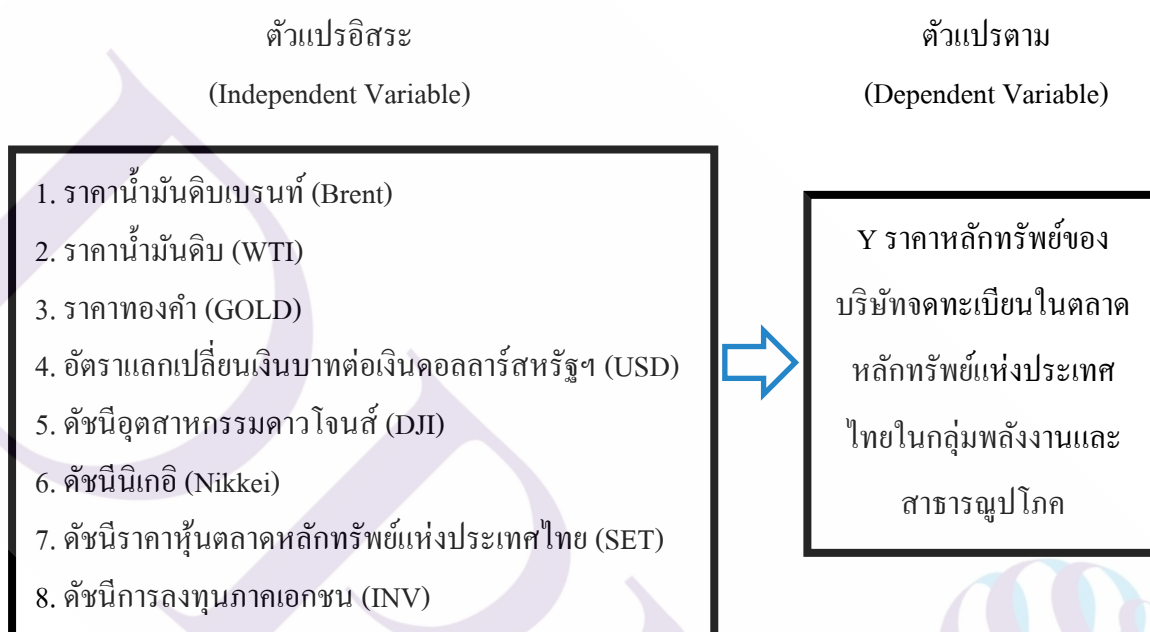 ตัวแปรอิสระ
(Independent Variable)
1. ราคาน้ำมันดิบเบรนท์ (Brent)
2. ราคาน้ำมันดิบ (WTI)
3. ราคาทองคำ (GOLD)
4. อัตราแลกเปลี่ยนเงินบาทต่อเงินดอลลาร์สหรัฐฯ (USD)
5. ดัชนีอุตสาหกรรมดาวโจนส์ (DJI)
6. ดัชนีนิเกอิ (Nikkei)
7. ดัชนีราคาหุ้นตลาดหลักทรัพย์แห่งประเทศไทย (SET)
8. ดัชนีการลงทุนภาคเอกชน (INV)
ตัวแปรตาม
(Dependent Variable)
Y ราคาหลักทรัพย์ของ
บริษัทจดทะเบียนในตลาด
หลักทรัพย์แห่งประเทศ
ไทยในกลุ่มพลังงานและ
สาธารณูปโภค